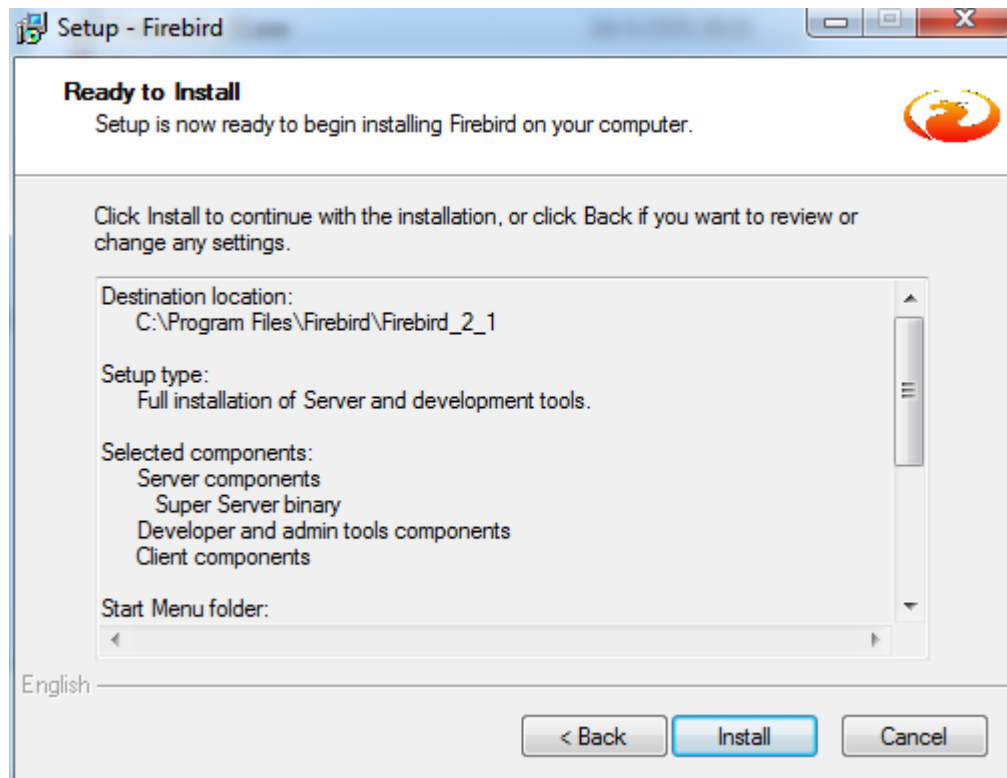 Setup - Firebird
Ready to Install
Setup is now ready to begin installing Firebird on your computer.
Click Install to continue with the installation, or click Back if you want to review or
change any settings.
Destination location:
C:\Program Files\Firebird\Firebird_2_1
Setup type:
Full installation of Server and development tools.
Selected components:
Server components
Super Server binary
Developer and admin tools components
Client components
Start Menu folder:
English
< Back
Install
Cancel